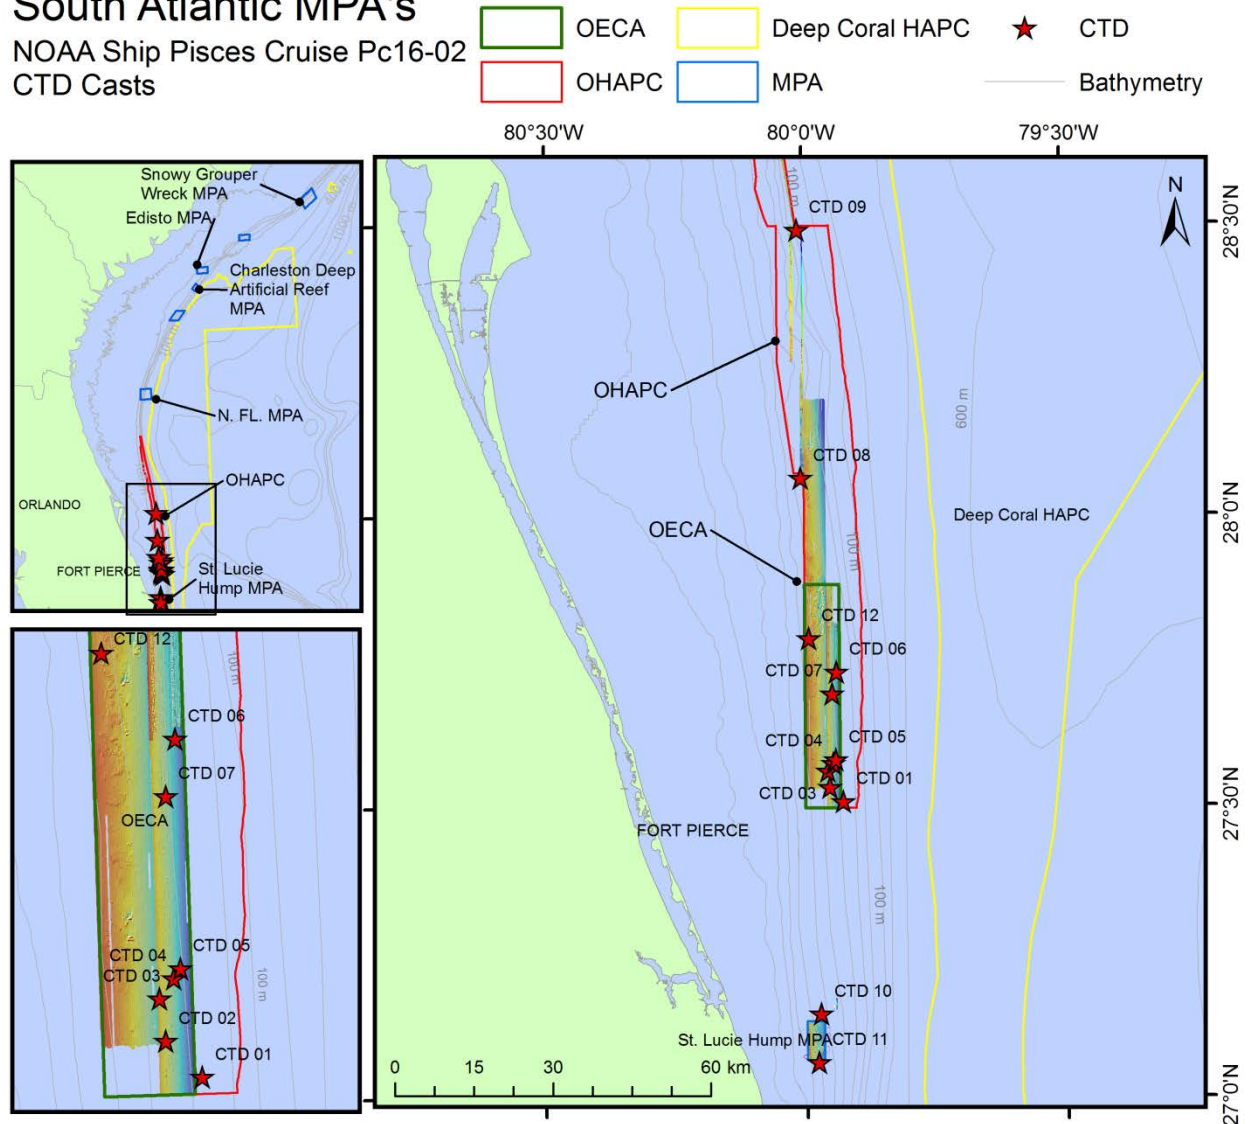 South Atlantic MPA's
NOAA Ship Pisces Cruise Pc16-02
CTD Casts
OECA
Deep Coral HAPC
CTD
OHAPC
MPA
Bathymetry
80°30'W
80°0'W
79°30'W
Snowy Grouper
Wreck MPA
Edisto MPA
Charleston Deep
Artificial Reef
MPA
N. FL. MPA
OHAPC
ORLANDO
FORT PIERCE
St. Lucie
Hump MPA
CTD 12
100 m
CTD 06
CTD 07
OECA
CTD 05
CTD 04
CTD 03
100 m
CTD 02
CTD 01
N
100 m
CTD 09
28°30'N
OHAPC
600 m
CTD 08
OECA
Deep Coral HAPC
28°0'N
100 m
CTD 12
CTD 06
CTD 07
CTD 04
CTD 05
CTD 01
CTD 03
27°30'N
FORT PIERCE
100 m
CTD 10
St. Lucie Hump MPA
CTD 11
0 15 30 60 km
27°0'N